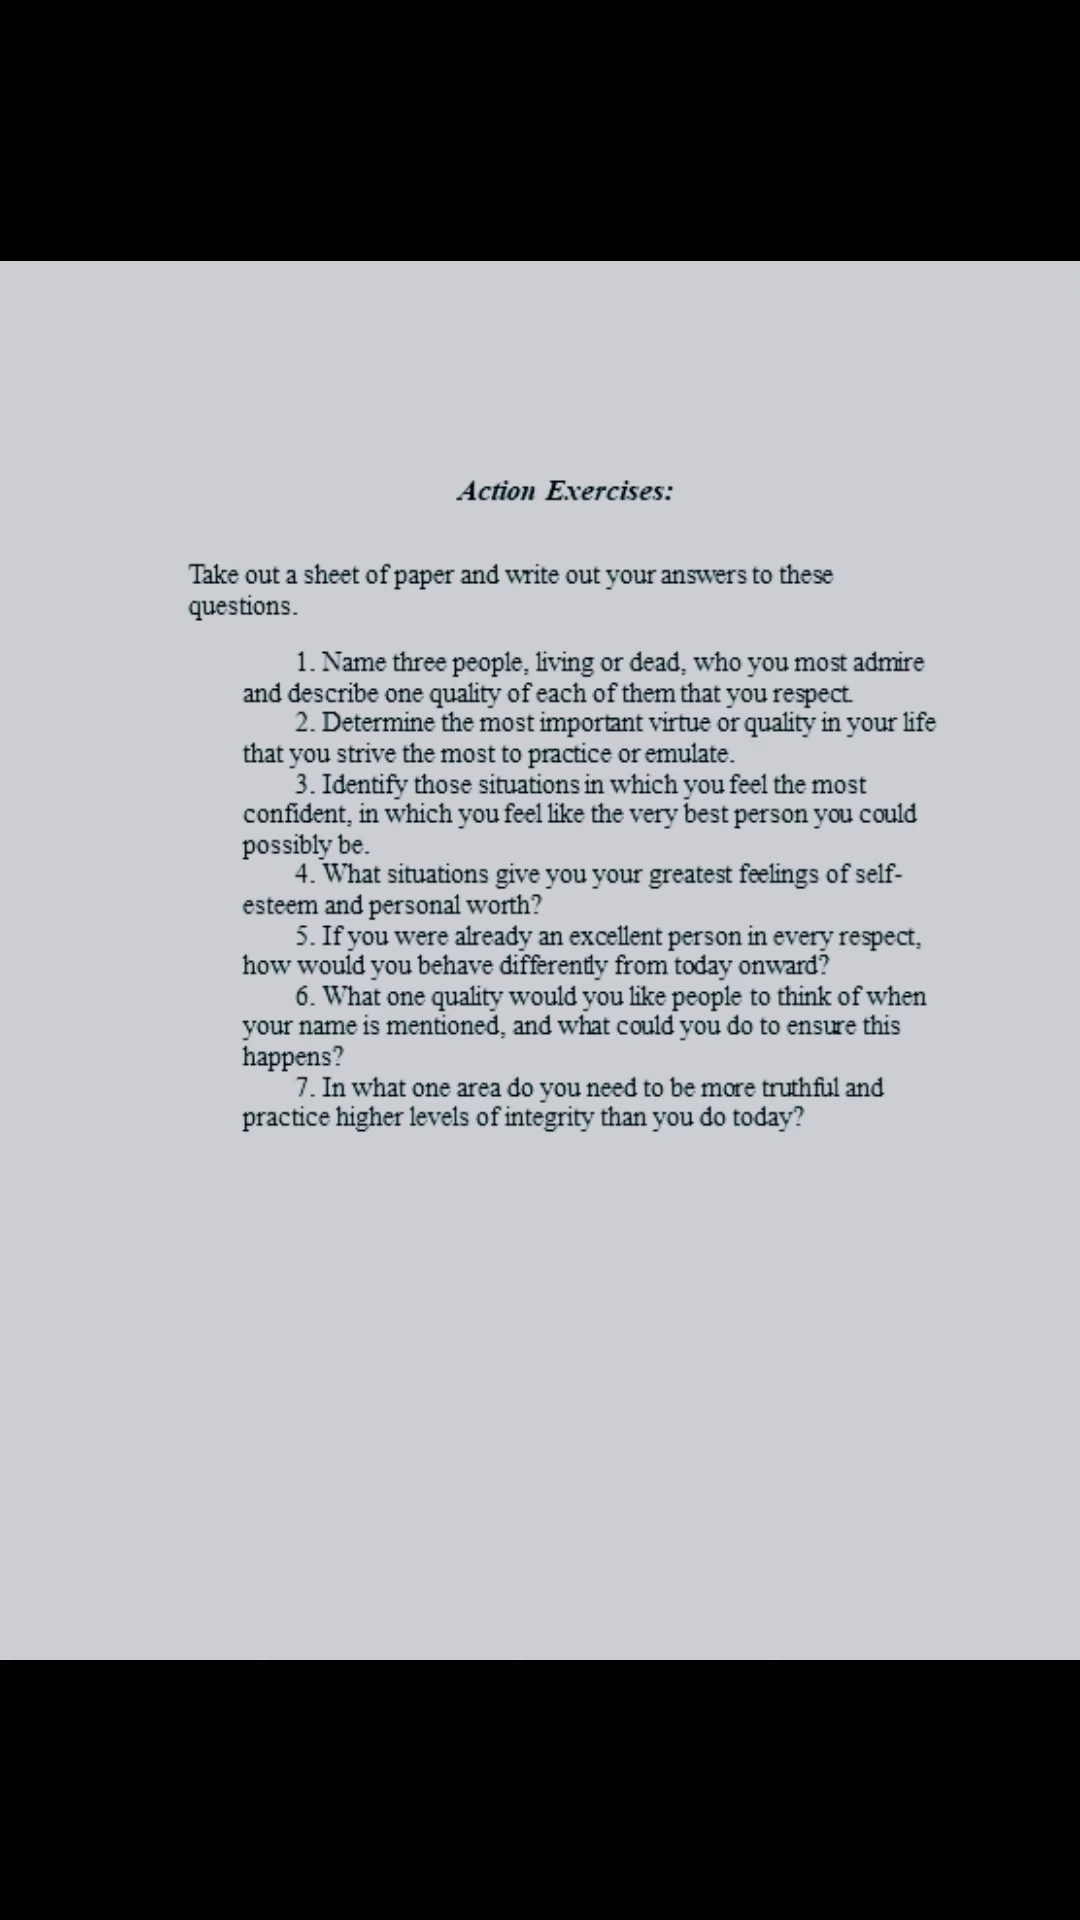 Action Exercises:
Take out a sheet of paper and write out your answers to these
questions.
1. Name three people, living or dead, who you most admire
and describe one quality of each of them that you respect.
2. Determine the most important virtue or quality in your life
that you strive the most to practice or emulate.
3. Identify those situations in which you feel the most
confident, in which you feel like the very best person you could
possibly be.
4. What situations give you your greatest feelings of self-
esteem and personal worth?
5. If you were already an excellent person in every respect,
how would you behave differently from today onward?
6. What one quality would you like people to think of when
your name is mentioned, and what could you do to ensure this
happens?
7. In what one area do you need to be more truthful and
practice higher levels of integrity than you do today?